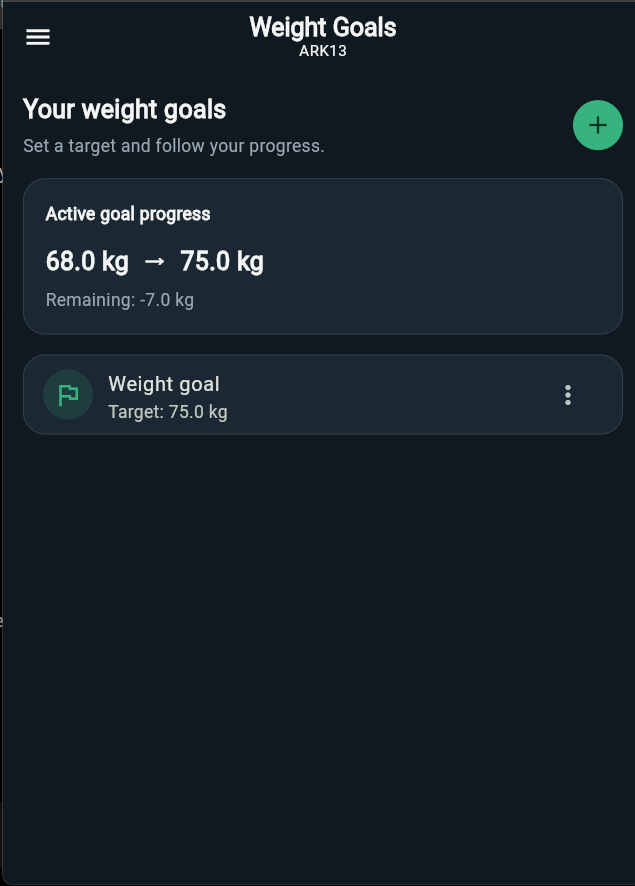 Weight Goals
ARK13
Your weight goals
Set a target and follow your progress.
Active goal progress
68.0 kg → 75.0 kg
Remaining: -7.0 kg
Weight goal
Target: 75.0 kg